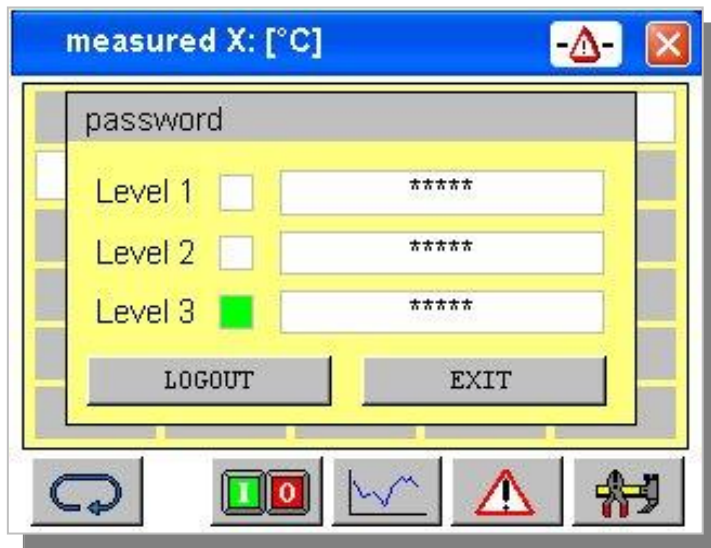 measured X: [°C]
password
Level 1 *****
Level 2 *****
Level 3 *****
LOGOUT EXIT
I 0